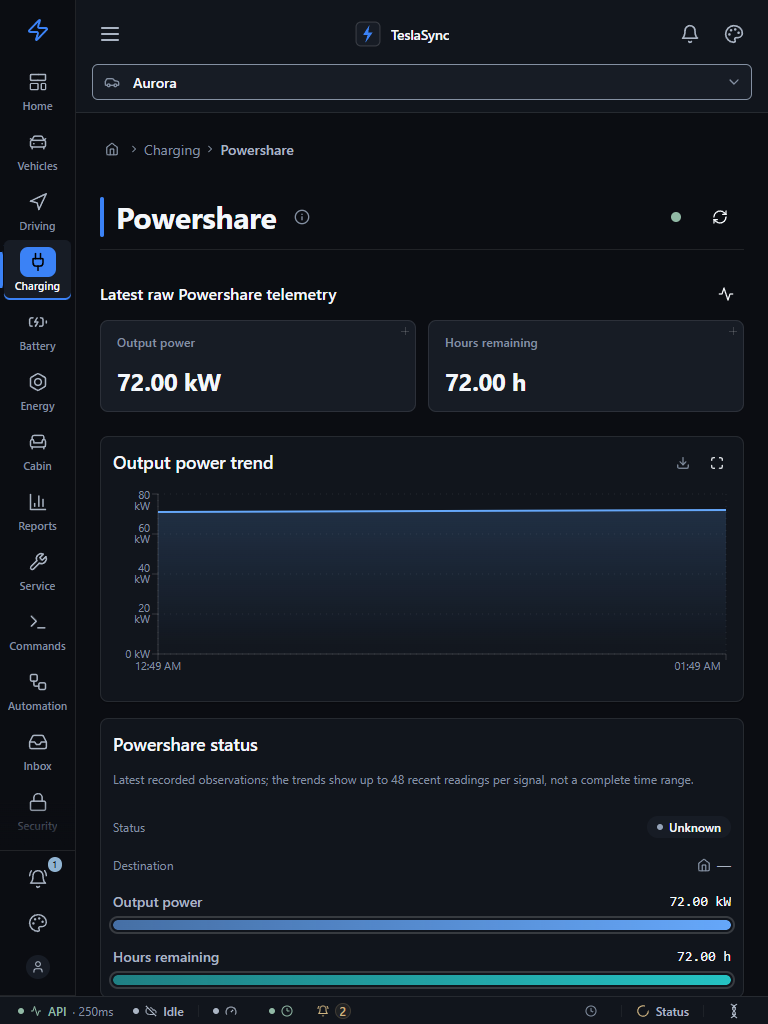 TeslaSync
Aurora
Home
Vehicles
Driving
Charging
Battery
Energy
Cabin
Reports
Service
Commands
Automation
Inbox
Security
1
Charging
Powershare
Powershare
Latest raw Powershare telemetry
Output power
72.00 kW
Hours remaining
72.00 h
Output power trend
80
kW
60
kW
40
kW
20
kW
0 kW
12:49 AM
01:49 AM
Powershare status
Latest recorded observations; the trends show up to 48 recent readings per signal, not a complete time range.
Status
Unknown
Destination
—
Output power
72.00 kW
Hours remaining
72.00 h
API · 250ms
Idle
2
Status